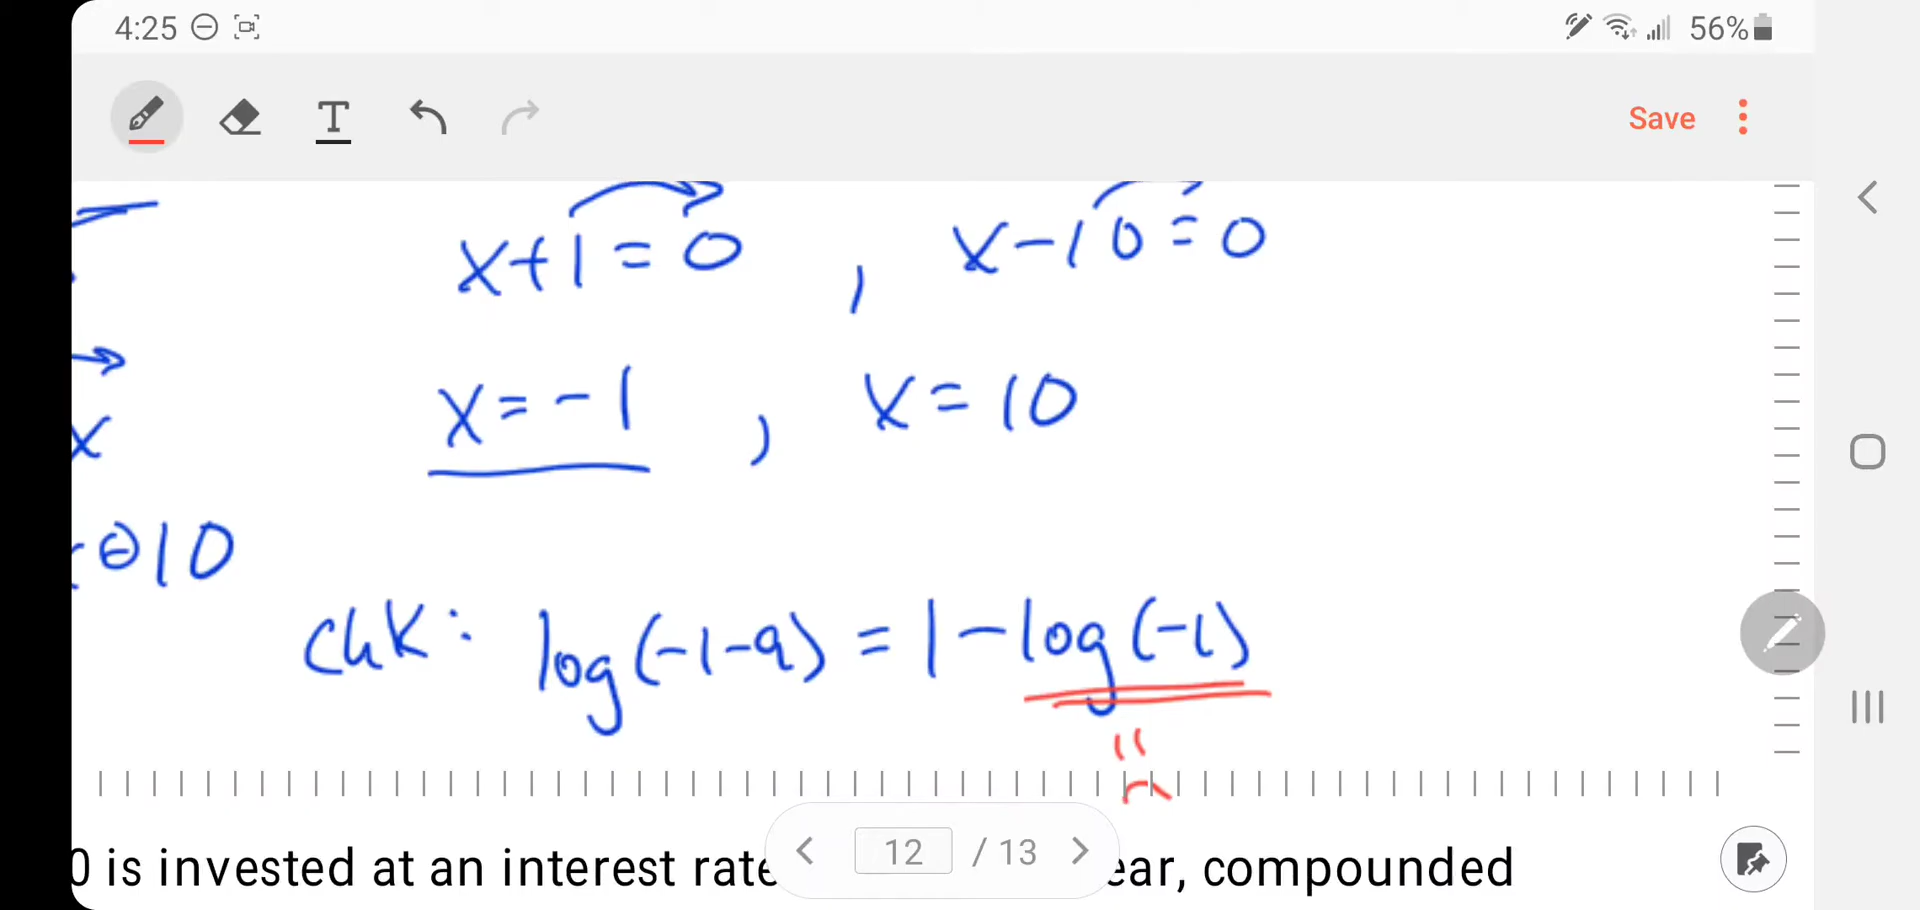 4:25 56%
T Save
x+1=0 , x-10=0
x=-1 , x=10
x
010
chk: log(-1-9)=1-log(-1)
12 / 13
0 is invested at an interest rate ear, compounded